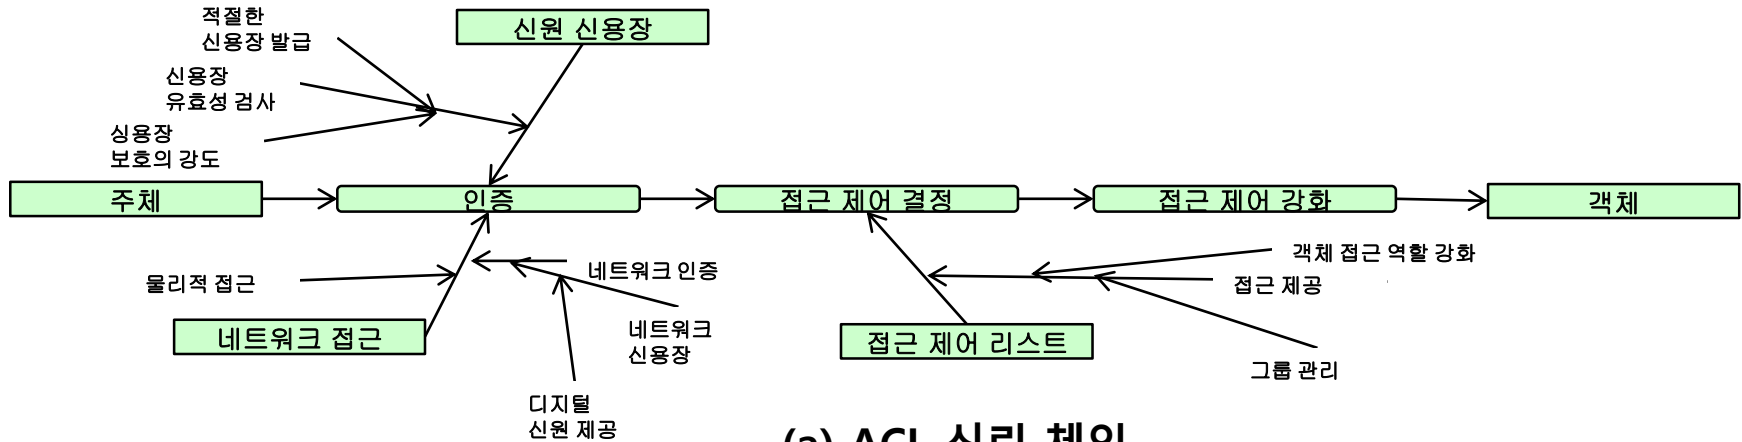 적절한
신용장 발급
신원 신용장
신용장
유효성 검사
싱용장
보호의 강도
주체
인증
접근 제어 결정
접근 제어 강화
객체
물리적 접근
네트워크 인증
객체 접근 역할 강화
접근 제공
네트워크 접근
네트워크
신용장
접근 제어 리스트
그룹 관리
디지털
신원 제공
(a) ACL 신뢰 체인